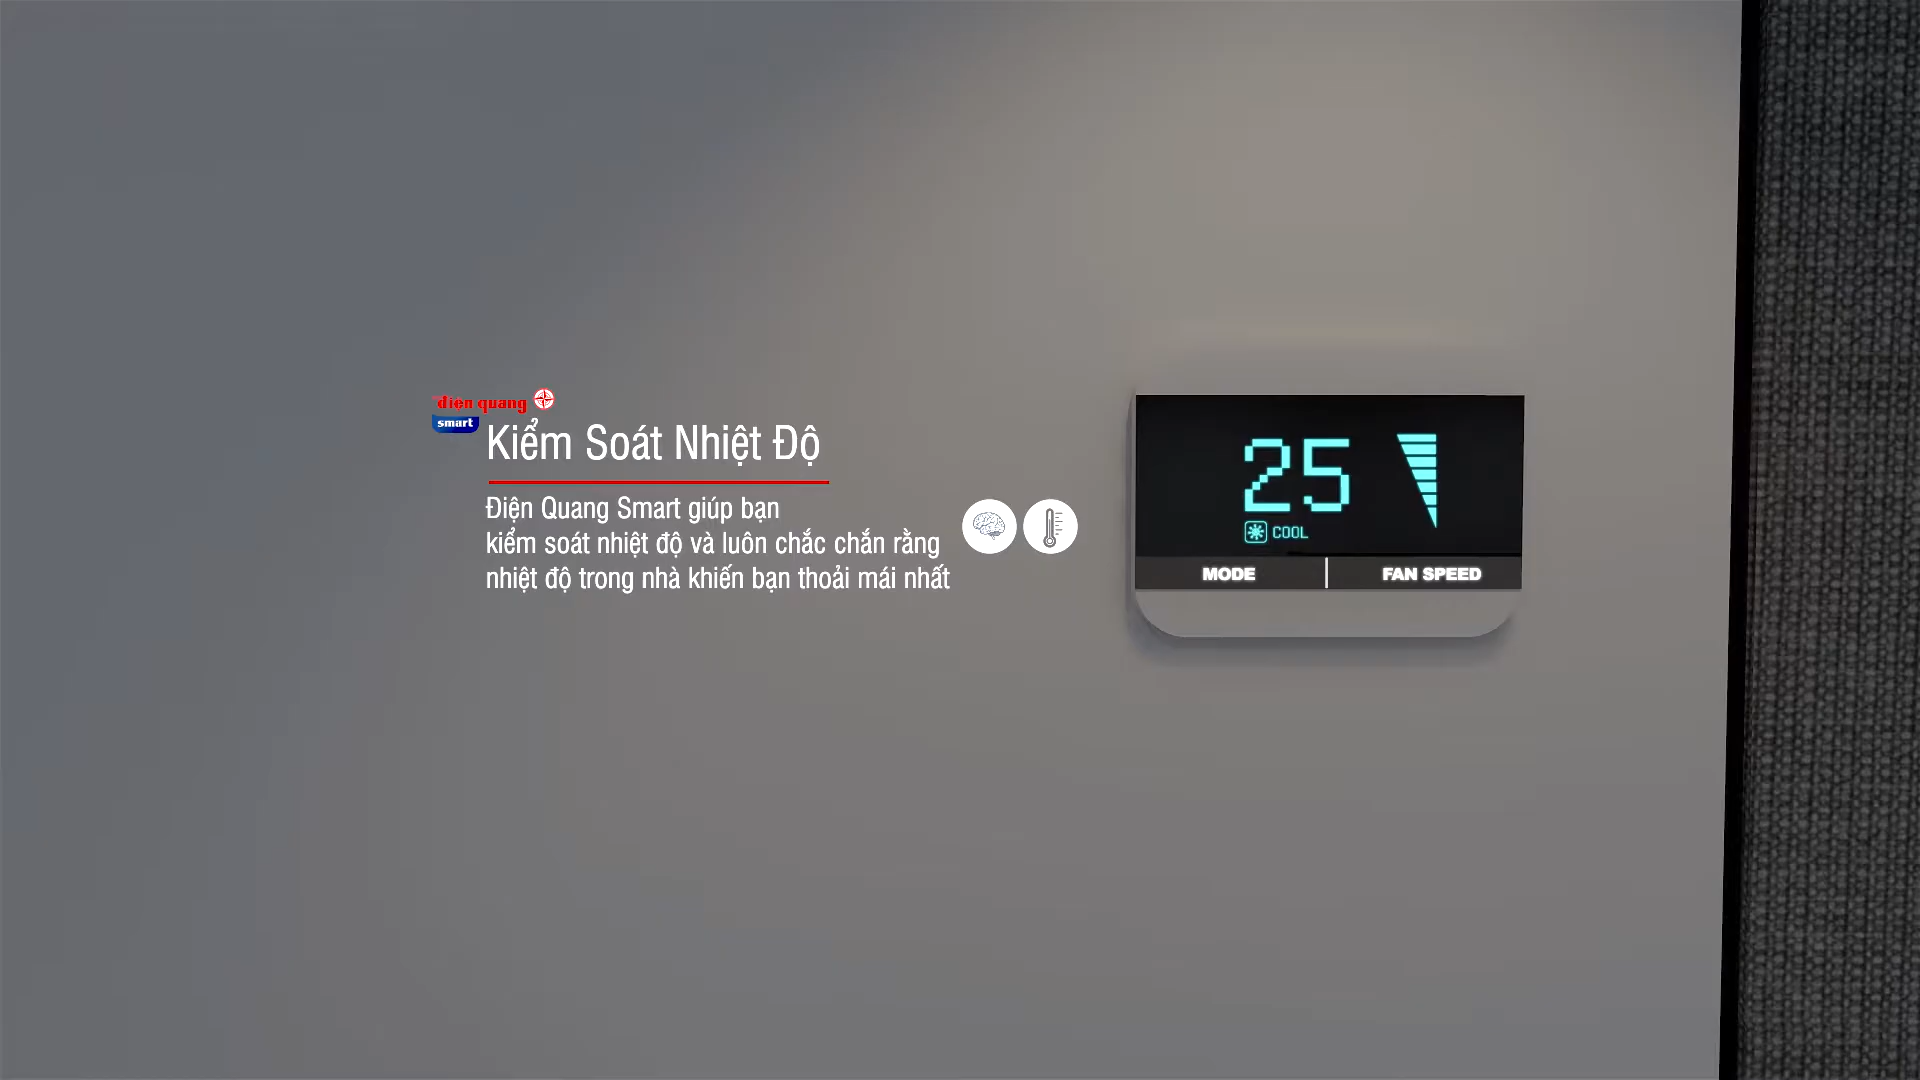 điện quang
smart
Kiểm Soát Nhiệt Độ
Điện Quang Smart giúp bạn
kiểm soát nhiệt độ và luôn chắc chắn rằng
nhiệt độ trong nhà khiến bạn thoải mái nhất
25
COOL
MODE
FAN SPEED